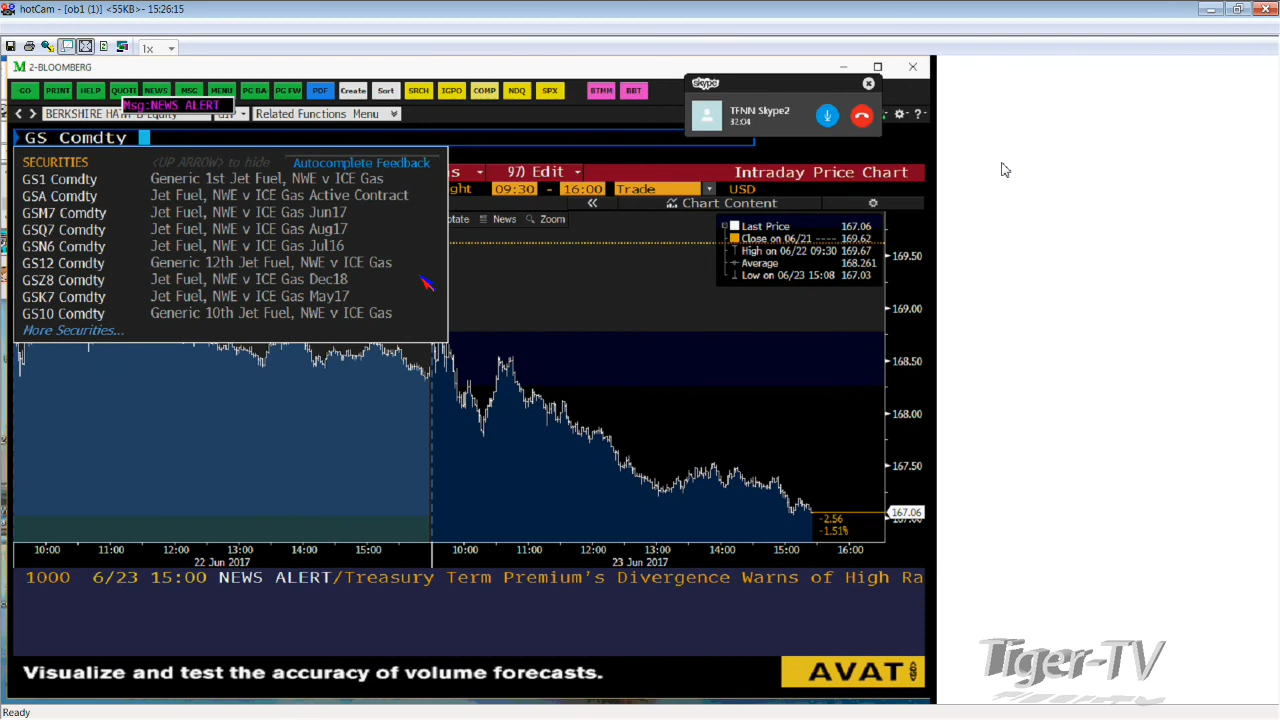 hotCam - [ob1 (1)] <55KB> - 15:26:15
1x
M 2-BLOOMBERG
GO PRINT HELP QUOTE NEWS MSG MENU PG BA PG FW PDF Create Sort SRCH IGPO COMP NDQ SPX BTMM BBT
skype
TFNN Skype2
32:04
Msg:NEWS ALERT
BERKSHIRE HATH-B Equity GIP Related Functions Menu
GS Comdty
SECURITIES <UP ARROW> to hide Autocomplete Feedback
GS1 Comdty Generic 1st Jet Fuel, NWE v ICE Gas
GSA Comdty Jet Fuel, NWE v ICE Gas Active Contract
GSM7 Comdty Jet Fuel, NWE v ICE Gas Jun17
GSQ7 Comdty Jet Fuel, NWE v ICE Gas Aug17
GSN6 Comdty Jet Fuel, NWE v ICE Gas Jul16
GS12 Comdty Generic 12th Jet Fuel, NWE v ICE Gas
GSZ8 Comdty Jet Fuel, NWE v ICE Gas Dec18
GSK7 Comdty Jet Fuel, NWE v ICE Gas May17
GS10 Comdty Generic 10th Jet Fuel, NWE v ICE Gas
More Securities...
97) Edit Intraday Price Chart
09:30 - 16:00 Trade USD
Chart Content
News Zoom
Last Price 167.06
Close on 06/21 ---- 169.62
High on 06/22 09:30 169.67
Average 168.261
Low on 06/23 15:08 167.03
169.50
169.00
168.50
168.00
167.50
167.06
-2.56
-1.51%
10:00 11:00 12:00 13:00 14:00 15:00 10:00 11:00 12:00 13:00 14:00 15:00 16:00
22 Jun 2017 23 Jun 2017
1000 6/23 15:00 NEWS ALERT/Treasury Term Premium's Divergence Warns of High Ra
Visualize and test the accuracy of volume forecasts. AVAT
Tiger-TV
Ready